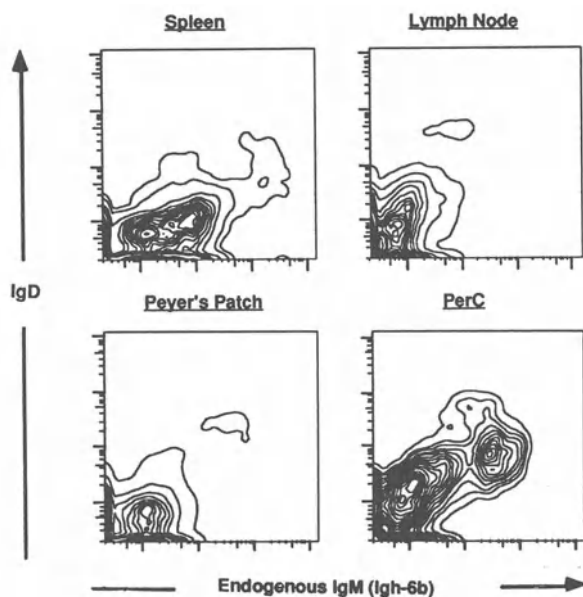 Spleen
Lymph Node
IgD
Peyer's Patch
PerC
Endogenous IgM (Igh-6b)